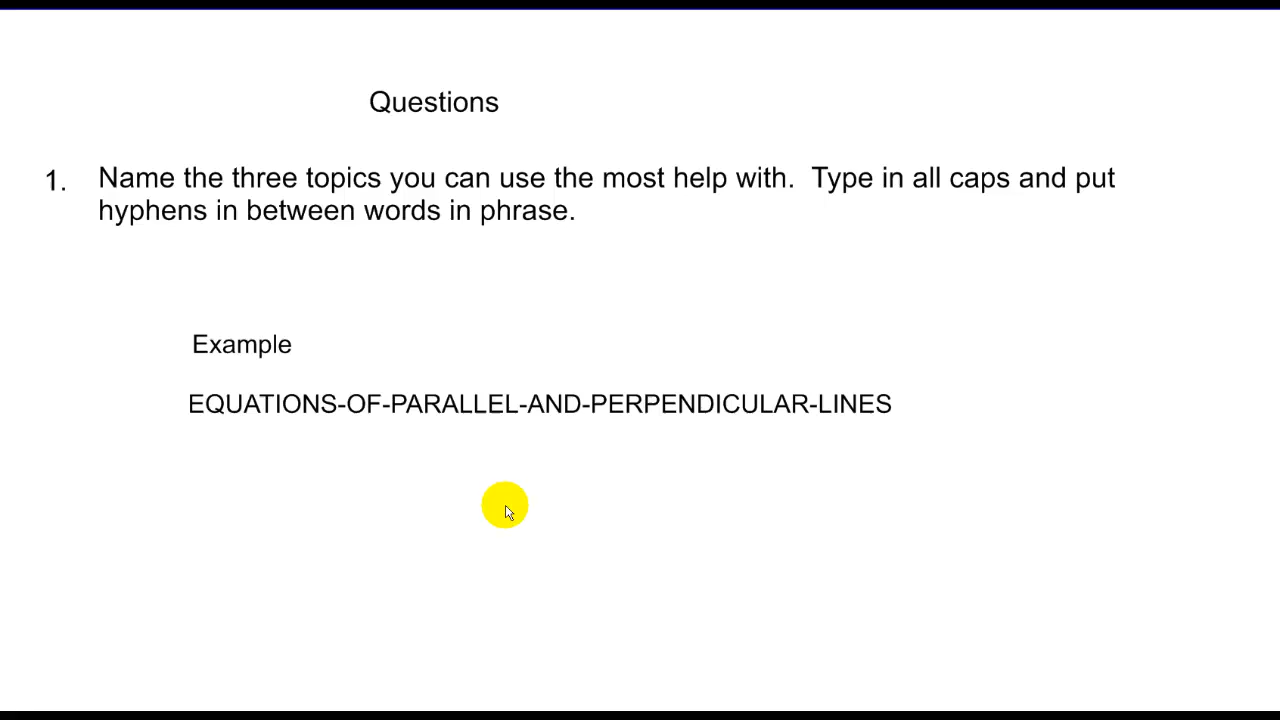 Questions
1. Name the three topics you can use the most help with.  Type in all caps and put
hyphens in between words in phrase.
Example
EQUATIONS-OF-PARALLEL-AND-PERPENDICULAR-LINES